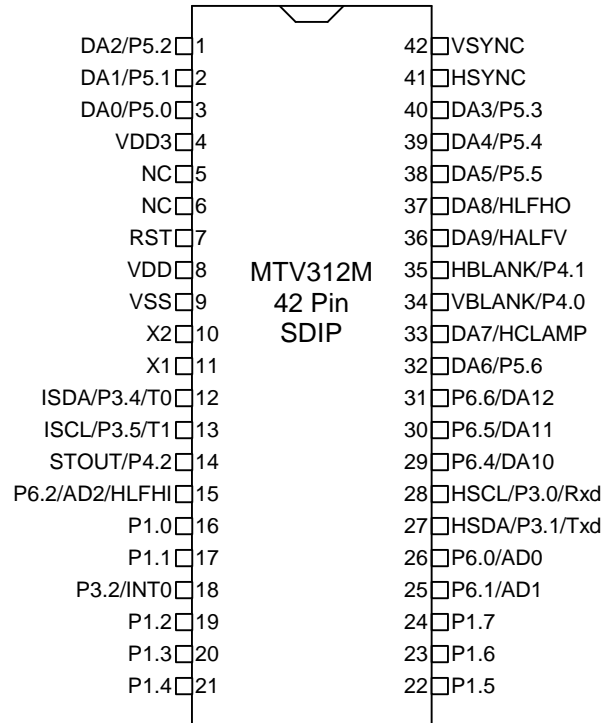 DA2/P5.2 1 42 VSYNC
DA1/P5.1 2 41 HSYNC
DA0/P5.0 3 40 DA3/P5.3
VDD3 4 39 DA4/P5.4
NC 5 38 DA5/P5.5
NC 6 37 DA8/HLFHO
RST 7 36 DA9/HALFV
VDD 8 MTV312M 35 HBLANK/P4.1
VSS 9 42 Pin 34 VBLANK/P4.0
X2 10 SDIP 33 DA7/HCLAMP
X1 11 32 DA6/P5.6
ISDA/P3.4/T0 12 31 P6.6/DA12
ISCL/P3.5/T1 13 30 P6.5/DA11
STOUT/P4.2 14 29 P6.4/DA10
P6.2/AD2/HLFHI 15 28 HSCL/P3.0/Rxd
P1.0 16 27 HSDA/P3.1/Txd
P1.1 17 26 P6.0/AD0
P3.2/INT0 18 25 P6.1/AD1
P1.2 19 24 P1.7
P1.3 20 23 P1.6
P1.4 21 22 P1.5